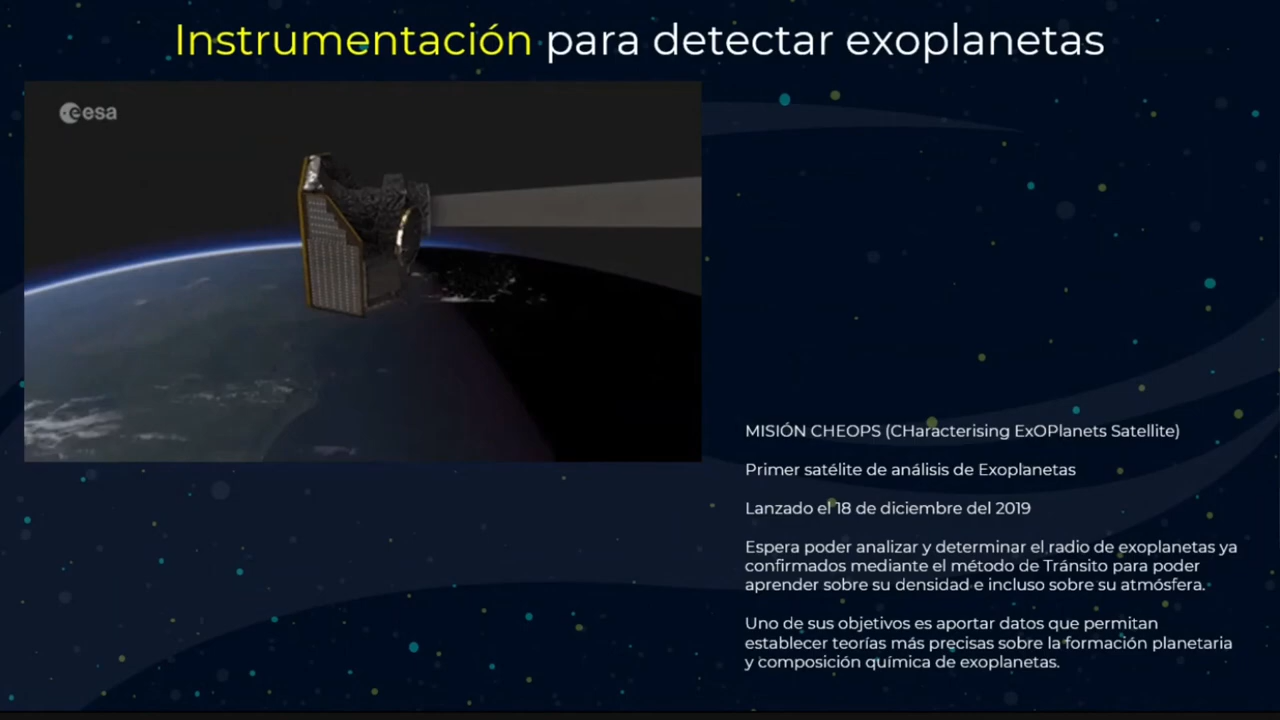 Instrumentación para detectar exoplanetas
esa
MISIÓN CHEOPS (CHaracterising ExOPlanets Satellite)
Primer satélite de análisis de Exoplanetas
Lanzado el 18 de diciembre del 2019
Espera poder analizar y determinar el radio de exoplanetas ya
confirmados mediante el método de Tránsito para poder
aprender sobre su densidad e incluso sobre su atmósfera.
Uno de sus objetivos es aportar datos que permitan
establecer teorías más precisas sobre la formación planetaria
y composición química de exoplanetas.